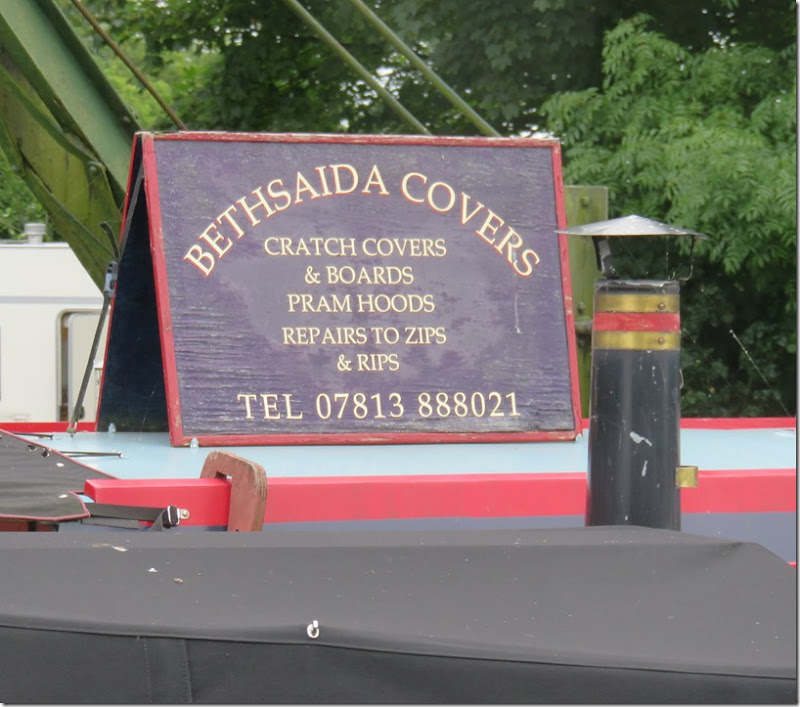 BETHSAIDA COVERS
CRATCH COVERS
& BOARDS
PRAM HOODS
REPAIRS TO ZIPS
& RIPS
TEL 07813 888021